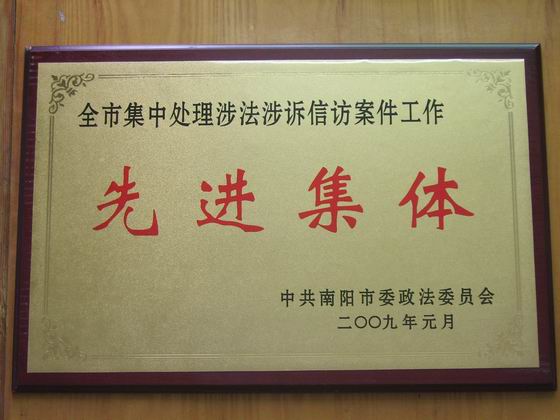 全市集中处理涉法涉诉信访案件工作
先进集体
中共南阳市委政法委员会
二〇〇九年元月